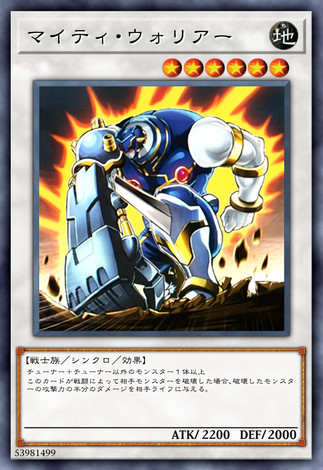 マイティ・ウォリアー
地
【戦士族／シンクロ／効果】
チューナー＋チューナー以外のモンスター１体以上
このカードが戦闘によって相手モンスターを破壊した場合、破壊したモンスター
の攻撃力の半分のダメージを相手ライフに与える。
ATK/ 2200 DEF/2000
53981499